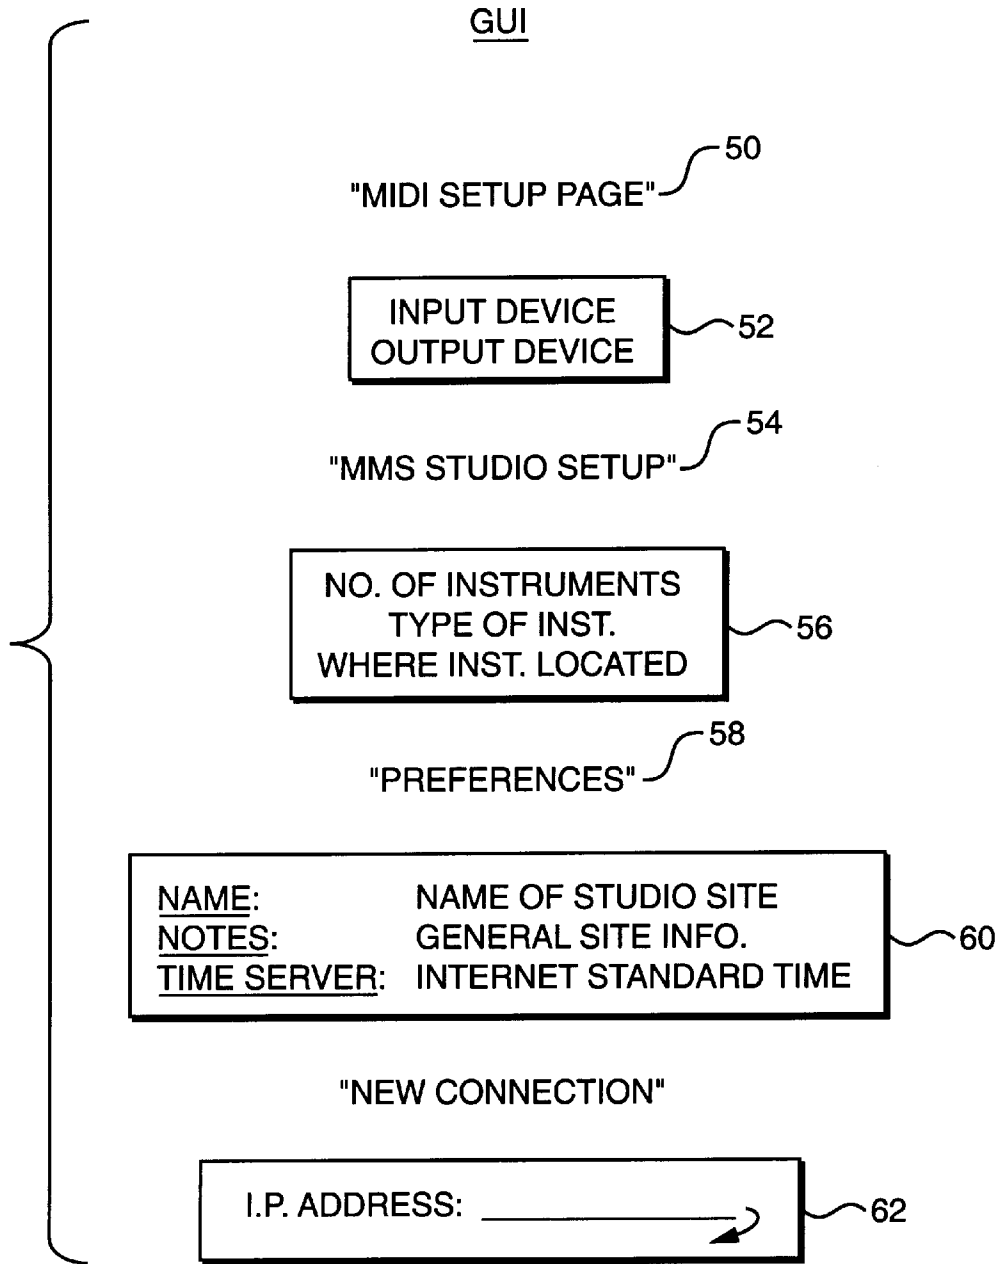 GUI
50
"MIDI SETUP PAGE"
INPUT DEVICE
OUTPUT DEVICE
52
54
"MMS STUDIO SETUP"
NO. OF INSTRUMENTS
TYPE OF INST.
WHERE INST. LOCATED
56
58
"PREFERENCES"
NAME: NAME OF STUDIO SITE
NOTES: GENERAL SITE INFO.
TIME SERVER: INTERNET STANDARD TIME
60
"NEW CONNECTION"
I.P. ADDRESS:
62